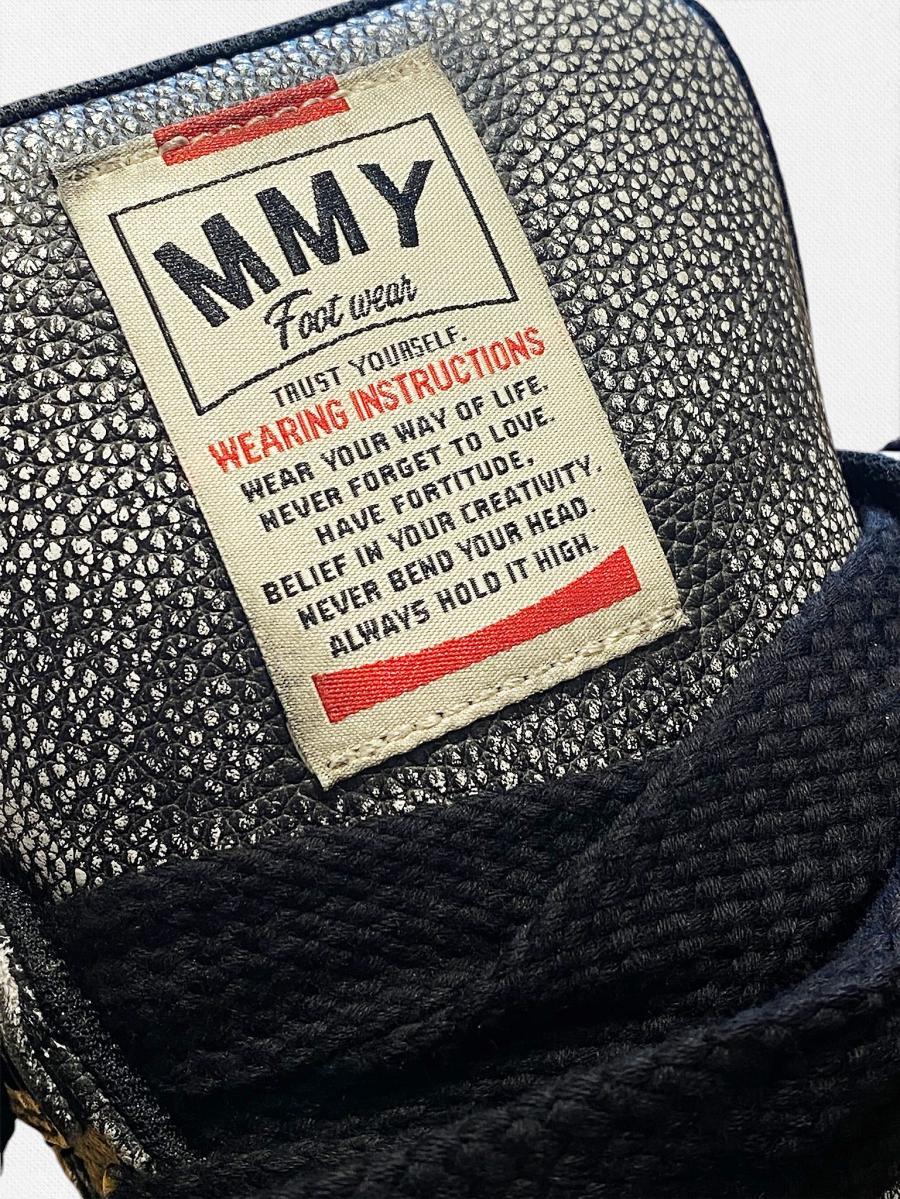 MMY
Foot wear
TRUST YOURSELF.
WEARING INSTRUCTIONS
WEAR YOUR WAY OF LIFE.
NEVER FORGET TO LOVE.
HAVE FORTITUDE,
BELIEF IN YOUR CREATIVITY.
NEVER BEND YOUR HEAD.
ALWAYS HOLD IT HIGH.